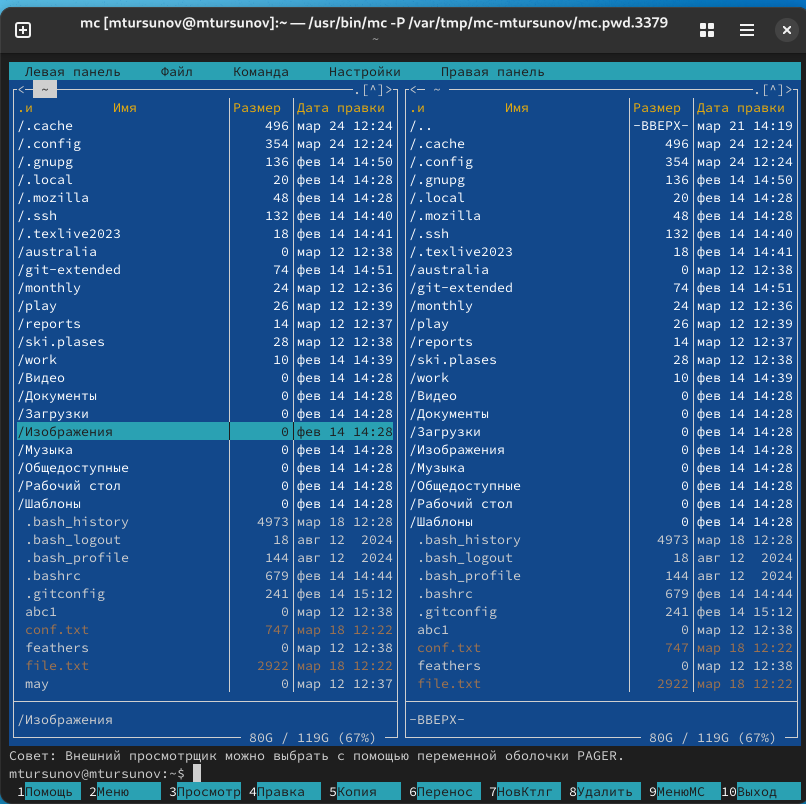 mc [mtursunov@mtursunov]:~ — /usr/bin/mc -P /var/tmp/mc-mtursunov/mc.pwd.3379
~
Левая панель Файл Команда Настройки Правая панель
<─ ~ .[^]> <─ ~ .[^]>
.и Имя Размер Дата правки .и Имя Размер Дата правки
/.cache 496 мар 24 12:24 /.. -ВВЕРХ- мар 21 14:19
/.config 354 мар 24 12:24 /.cache 496 мар 24 12:24
/.gnupg 136 фев 14 14:50 /.config 354 мар 24 12:24
/.local 20 фев 14 14:28 /.gnupg 136 фев 14 14:50
/.mozilla 48 фев 14 14:28 /.local 20 фев 14 14:28
/.ssh 132 фев 14 14:40 /.mozilla 48 фев 14 14:28
/.texlive2023 18 фев 14 14:41 /.ssh 132 фев 14 14:40
/australia 0 мар 12 12:38 /.texlive2023 18 фев 14 14:41
/git-extended 74 фев 14 14:51 /australia 0 мар 12 12:38
/monthly 24 мар 12 12:36 /git-extended 74 фев 14 14:51
/play 26 мар 12 12:39 /monthly 24 мар 12 12:36
/reports 14 мар 12 12:37 /play 26 мар 12 12:39
/ski.plases 28 мар 12 12:38 /reports 14 мар 12 12:37
/work 10 фев 14 14:39 /ski.plases 28 мар 12 12:38
/Видео 0 фев 14 14:28 /work 10 фев 14 14:39
/Документы 0 фев 14 14:28 /Видео 0 фев 14 14:28
/Загрузки 0 фев 14 14:28 /Документы 0 фев 14 14:28
/Изображения 0 фев 14 14:28 /Загрузки 0 фев 14 14:28
/Музыка 0 фев 14 14:28 /Изображения 0 фев 14 14:28
/Общедоступные 0 фев 14 14:28 /Музыка 0 фев 14 14:28
/Рабочий стол 0 фев 14 14:28 /Общедоступные 0 фев 14 14:28
/Шаблоны 0 фев 14 14:28 /Рабочий стол 0 фев 14 14:28
.bash_history 4973 мар 18 12:28 /Шаблоны 0 фев 14 14:28
.bash_logout 18 авг 12 2024 .bash_history 4973 мар 18 12:28
.bash_profile 144 авг 12 2024 .bash_logout 18 авг 12 2024
.bashrc 679 фев 14 14:44 .bash_profile 144 авг 12 2024
.gitconfig 241 фев 14 15:12 .bashrc 679 фев 14 14:44
abc1 0 мар 12 12:38 .gitconfig 241 фев 14 15:12
conf.txt 747 мар 18 12:22 abc1 0 мар 12 12:38
feathers 0 мар 12 12:38 conf.txt 747 мар 18 12:22
file.txt 2922 мар 18 12:22 feathers 0 мар 12 12:38
may 0 мар 12 12:37 file.txt 2922 мар 18 12:22
/Изображения -ВВЕРХ-
80G / 119G (67%) 80G / 119G (67%)
Совет: Внешний просмотрщик можно выбрать с помощью переменной оболочки PAGER.
mtursunov@mtursunov:~$
1Помощь 2Меню 3Просмотр 4Правка 5Копия 6Перенос 7НовКтлг 8Удалить 9МенюMC 10Выход